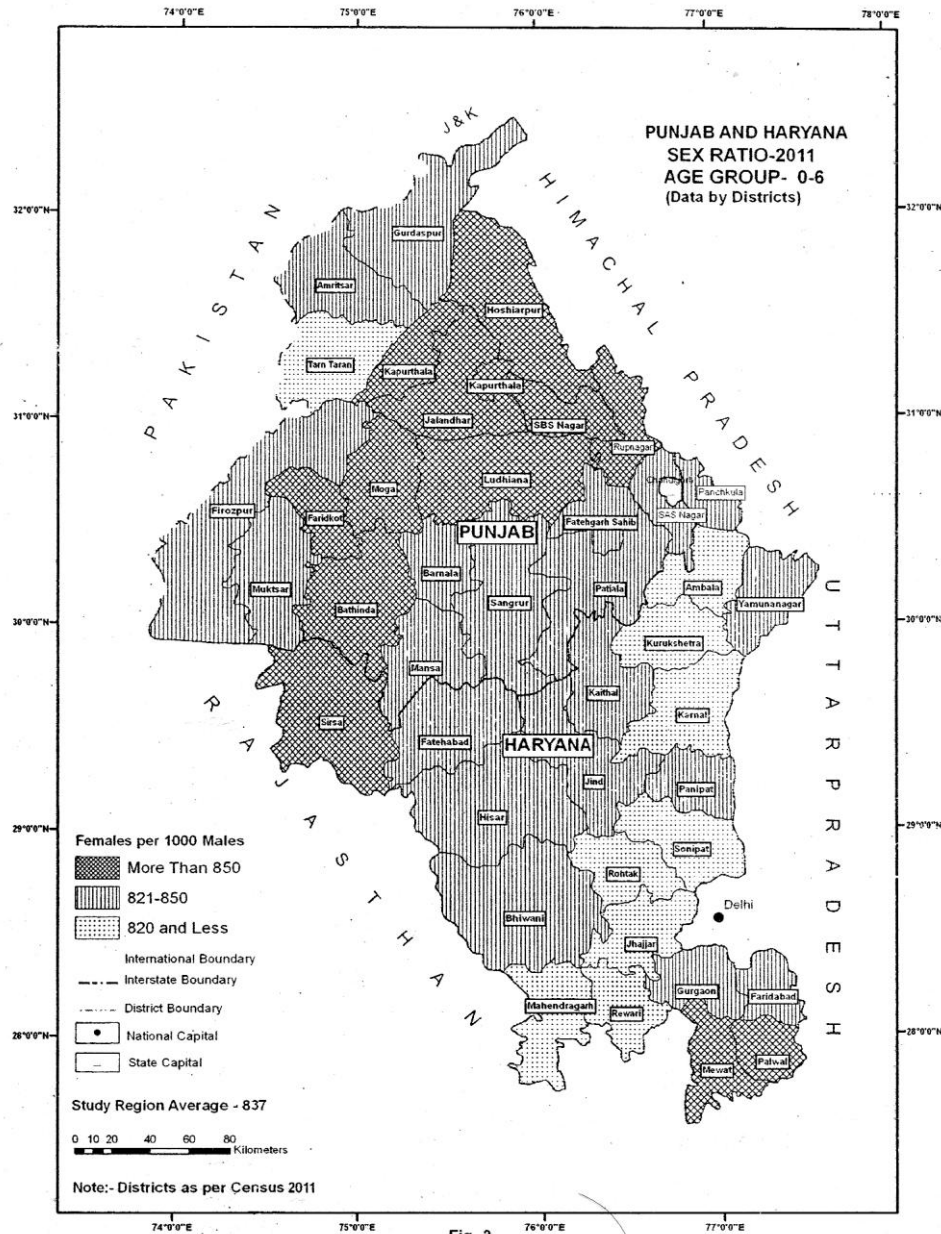 74°0'0"E 75°0'0"E 76°0'0"E 77°0'0"E 78°0'0"E
PUNJAB AND HARYANA
SEX RATIO-2011
AGE GROUP- 0-6
(Data by Districts)
J & K
HIMACHAL PRADESH
PAKISTAN
32°0'0"N 32°0'0"N
Gurdaspur
Amritsar
Hoshiarpur
Tarn Taran
Kapurthala
Kapurthala
31°0'0"N 31°0'0"N
Jalandhar
SBS Nagar
Rupnagar
Ludhiana
Moga
Chandigarh
Panchkula
Firozpur
Faridkot
SAS Nagar
Fatehgarh Sahib
PUNJAB
Barnala
Muktsar
Patiala
Ambala
Sangrur
Yamunanagar
Bathinda
30°0'0"N 30°0'0"N
UTTARPRADESH
Kurukshetra
Mansa
Kaithal
Karnal
Sirsa
Fatehabad
HARYANA
RAJASTHAN
Jind
Panipat
Hisar
29°0'0"N 29°0'0"N
Sonipat
Rohtak
Delhi
Bhiwani
Jhajjar
Gurgaon
Faridabad
Mahendragarh
Rewari
28°0'0"N 28°0'0"N
Palwal
Mewat
Females per 1000 Males
More Than 850
821-850
820 and Less
International Boundary
Interstate Boundary
District Boundary
National Capital
State Capital
Study Region Average - 837
0 10 20 40 60 80
Kilometers
Note:- Districts as per Census 2011
74°0'0"E 75°0'0"E 76°0'0"E 77°0'0"E
Fig. 3